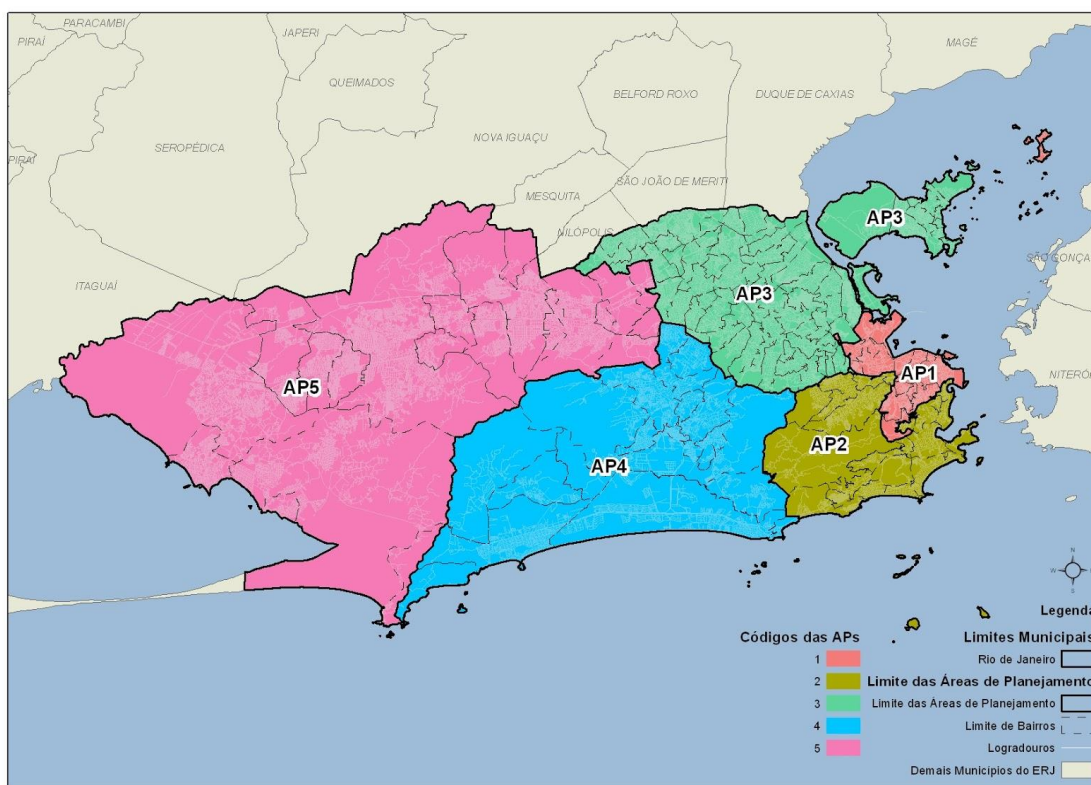 PARACAMBI
PIRAÍ
JAPERI
MAGÉ
QUEIMADOS
BELFORD ROXO
DUQUE DE CAXIAS
NOVA IGUAÇU
SEROPÉDICA
PIRAÍ
SÃO JOÃO DE MERITI
MESQUITA
NILÓPOLIS
AP3
SÃO GONÇA
ITAGUAÍ
AP3
AP1
NITERÓ
AP5
AP2
AP4
Legenda
Códigos das APs
1
2
3
4
5
Limites Municipais
Rio de Janeiro
Limite das Áreas de Planejamento
Limite das Áreas de Planejamento
Limite de Bairros
Logradouros
Demais Municípios do ERJ